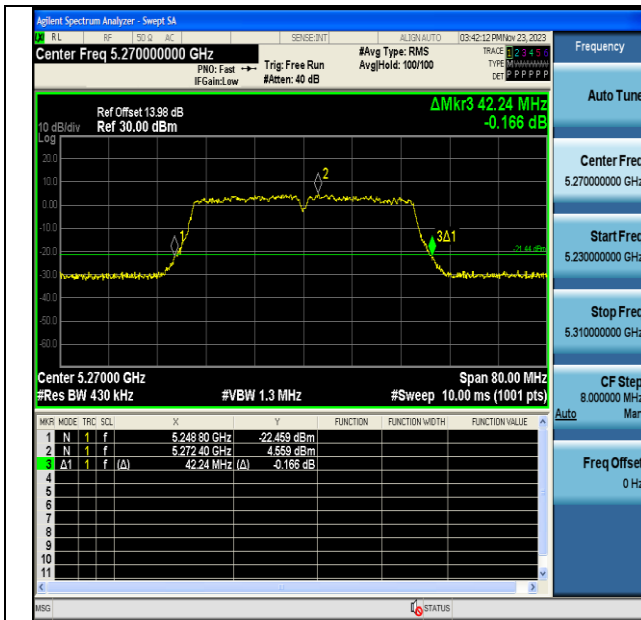 Agilent Spectrum Analyzer - Swept SA
RL RF 50 Ω AC SENSE:INT ALIGN AUTO 03:42:12 PM Nov 23, 2023
Center Freq 5.270000000 GHz
PNO: Fast
IFGain:Low
Trig: Free Run
#Atten: 40 dB
#Avg Type: RMS
Avg|Hold: 100/100
TRACE 1 2 3 4 5 6
TYPE M W W W W W
DET P P P P P P
Ref Offset 13.98 dB
10 dB/div Ref 30.00 dBm
Log
ΔMkr3 42.24 MHz
-0.166 dB
20.0
10.0
0.00
-10.0
-20.0
-30.0
-40.0
-50.0
-60.0
1
2
3Δ1
-21.44 dBm
Center 5.27000 GHz Span 80.00 MHz
#Res BW 430 kHz #VBW 1.3 MHz #Sweep 10.00 ms (1001 pts)
MKR MODE TRC SCL X Y FUNCTION FUNCTION WIDTH FUNCTION VALUE
1 N 1 f 5.248 80 GHz -22.459 dBm
2 N 1 f 5.272 40 GHz 4.559 dBm
3 Δ1 1 f (Δ) 42.24 MHz (Δ) -0.166 dB
4
5
6
7
8
9
10
11
MSG STATUS
Frequency
Auto Tune
Center Freq
5.270000000 GHz
Start Freq
5.230000000 GHz
Stop Freq
5.310000000 GHz
CF Step
8.000000 MHz
Auto Man
Freq Offset
0 Hz